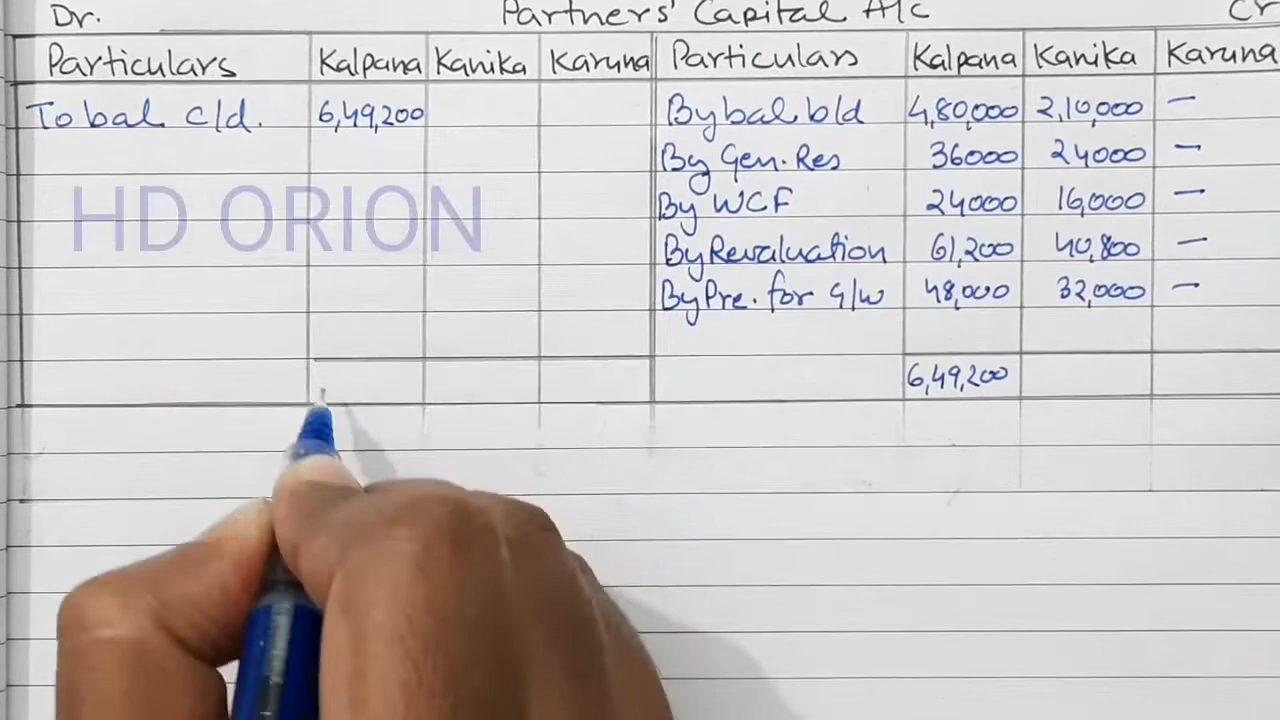 Dr. Partners' Capital A/c Cr
Particulars Kalpana Kanika Karuna Particulars Kalpana Kanika Karuna
To bal c/d. 6,49,200 By bal b/d 4,80,000 2,10,000 —
By Gen. Res 36000 24000 —
By WCF 24000 16,000 —
HD ORION
By Revaluation 61,200 40,800 —
By Pre. for G/w 48,000 32,000 —
6,49,200